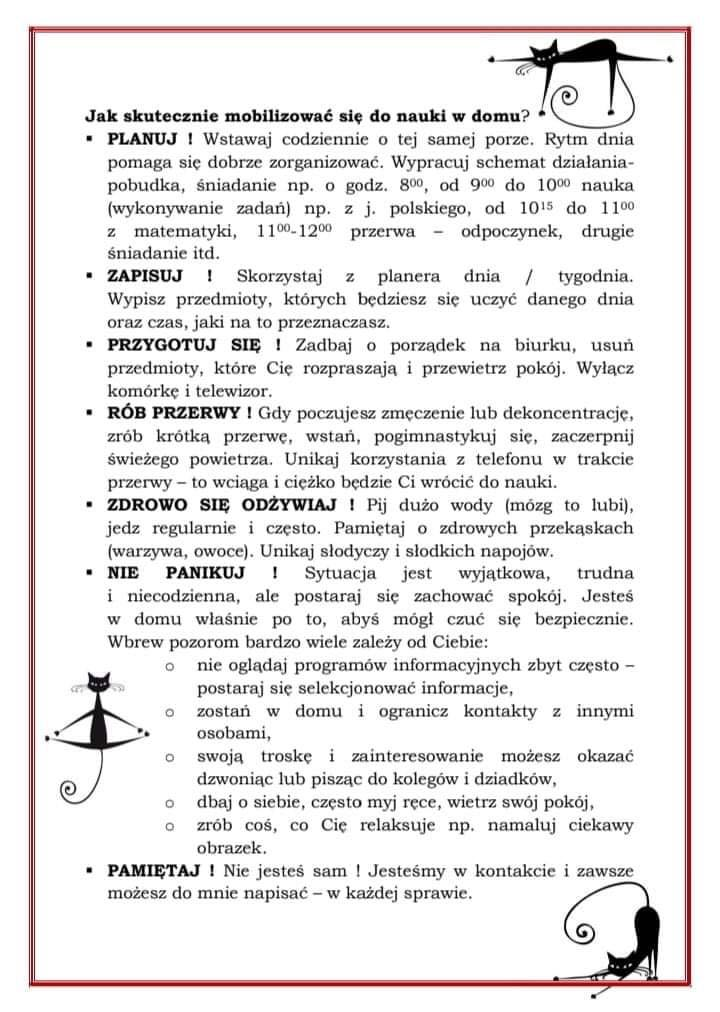 Jak skutecznie mobilizować się do nauki w domu?
▪ PLANUJ ! Wstawaj codziennie o tej samej porze. Rytm dnia
pomaga się dobrze zorganizować. Wypracuj schemat działania-
pobudka, śniadanie np. o godz. 8⁰⁰, od 9⁰⁰ do 10⁰⁰ nauka
(wykonywanie zadań) np. z j. polskiego, od 10¹⁵ do 11⁰⁰
z matematyki, 11⁰⁰-12⁰⁰ przerwa – odpoczynek, drugie
śniadanie itd.
▪ ZAPISUJ ! Skorzystaj z planera dnia / tygodnia.
Wypisz przedmioty, których będziesz się uczyć danego dnia
oraz czas, jaki na to przeznaczasz.
▪ PRZYGOTUJ SIĘ ! Zadbaj o porządek na biurku, usuń
przedmioty, które Cię rozpraszają i przewietrz pokój. Wyłącz
komórkę i telewizor.
▪ RÓB PRZERWY ! Gdy poczujesz zmęczenie lub dekoncentrację,
zrób krótką przerwę, wstań, pogimnastykuj się, zaczerpnij
świeżego powietrza. Unikaj korzystania z telefonu w trakcie
przerwy – to wciąga i ciężko będzie Ci wrócić do nauki.
▪ ZDROWO SIĘ ODŻYWIAJ ! Pij dużo wody (mózg to lubi),
jedz regularnie i często. Pamiętaj o zdrowych przekąskach
(warzywa, owoce). Unikaj słodyczy i słodkich napojów.
▪ NIE PANIKUJ ! Sytuacja jest wyjątkowa, trudna
i niecodzienna, ale postaraj się zachować spokój. Jesteś
w domu właśnie po to, abyś mógł czuć się bezpiecznie.
Wbrew pozorom bardzo wiele zależy od Ciebie:
o nie oglądaj programów informacyjnych zbyt często –
postaraj się selekcjonować informacje,
o zostań w domu i ogranicz kontakty z innymi
osobami,
o swoją troskę i zainteresowanie możesz okazać
dzwoniąc lub pisząc do kolegów i dziadków,
o dbaj o siebie, często myj ręce, wietrz swój pokój,
o zrób coś, co Cię relaksuje np. namaluj ciekawy
obrazek.
▪ PAMIĘTAJ ! Nie jesteś sam ! Jesteśmy w kontakcie i zawsze
możesz do mnie napisać – w każdej sprawie.